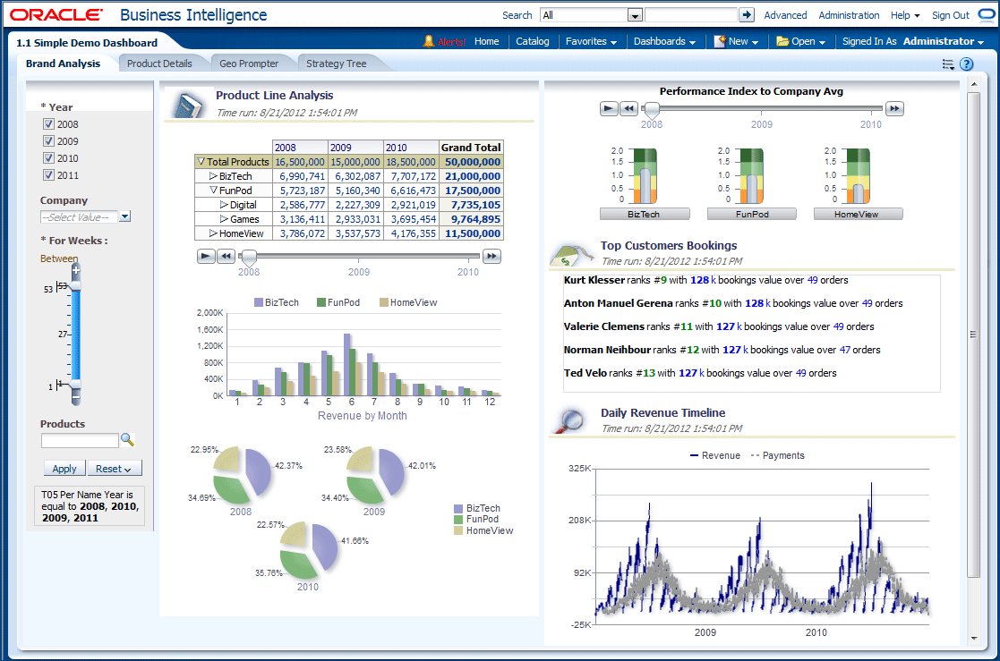 ORACLE Business Intelligence
Search All Advanced Administration Help Sign Out
1.1 Simple Demo Dashboard
Alerts! Home Catalog Favorites Dashboards New Open Signed In As Administrator
Brand Analysis Product Details Geo Prompter Strategy Tree
* Year
2008
2009
2010
2011
Company
--Select Value--
* For Weeks :
Between
53 53
27
1 1
Products
Apply Reset
T05 Per Name Year is
equal to 2008, 2010,
2009, 2011
Product Line Analysis
Time run: 8/21/2012 1:54:01 PM
2008 2009 2010 Grand Total
Total Products 16,500,000 15,000,000 18,500,000 50,000,000
BizTech 6,990,741 6,302,087 7,707,172 21,000,000
FunPod 5,723,187 5,160,340 6,616,473 17,500,000
Digital 2,586,777 2,227,309 2,921,019 7,735,105
Games 3,136,411 2,933,031 3,695,454 9,764,895
HomeView 3,786,072 3,537,573 4,176,355 11,500,000
2008 2009 2010
BizTech FunPod HomeView
2,000K
1,600K
1,200K
800K
400K
0K
1 2 3 4 5 6 7 8 9 10 11 12
Revenue by Month
22.95% 42.37% 34.69%
2008
23.58% 42.01% 34.40%
2009
22.57% 41.66% 35.76%
2010
BizTech
FunPod
HomeView
Performance Index to Company Avg
2008 2009 2010
2.0 2.0 2.0
1.5 1.5 1.5
1.0 1.0 1.0
0.5 0.5 0.5
0 0 0
BizTech FunPod HomeView
Top Customers Bookings
Time run: 8/21/2012 1:54:01 PM
Kurt Klesser ranks #9 with 128 k bookings value over 49 orders
Anton Manuel Gerena ranks #10 with 128 k bookings value over 49 orders
Valerie Clemens ranks #11 with 127 k bookings value over 49 orders
Norman Neihbour ranks #12 with 127 k bookings value over 47 orders
Ted Velo ranks #13 with 127 k bookings value over 49 orders
Daily Revenue Timeline
Time run: 8/21/2012 1:54:01 PM
Revenue Payments
325K
208K
92K
-25K
2009 2010